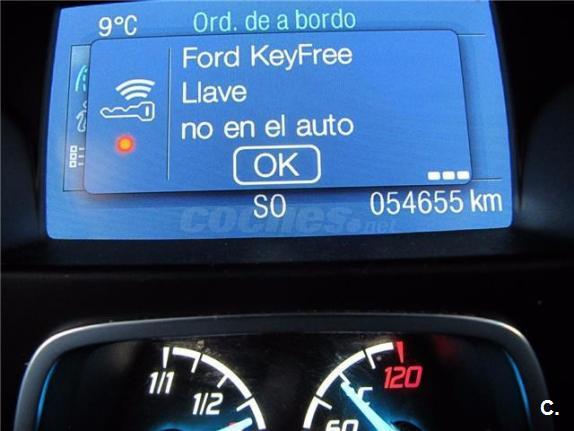 9°C Ord. de a bordo
Ford KeyFree
Llave
no en el auto
OK
SO 054655 km
coches.net
1/1 1/2 60 °C 120
C.